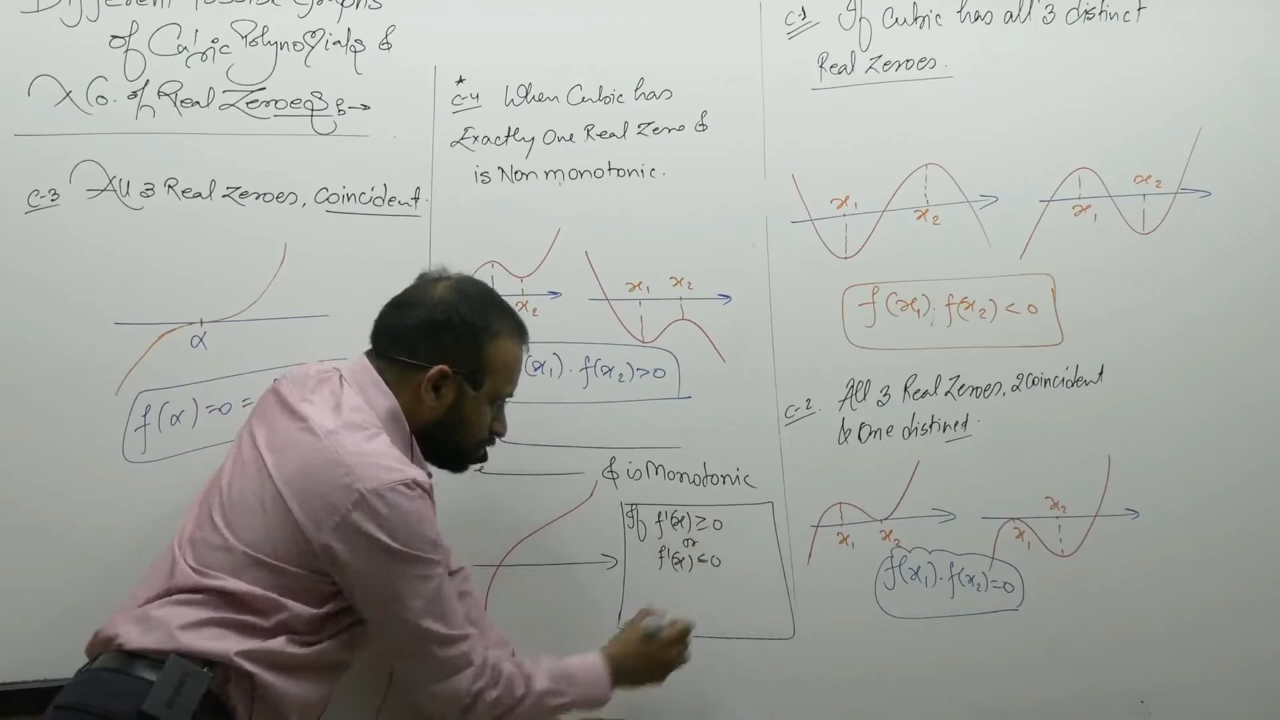 Different Possible Graphs
of Cubic Polynomials &
No. of Real Zeroes :→
C-3 All 3 Real zeroes, coincident.
α
f(α)=0=
* C-4 When Cubic has
Exactly One Real Zero &
is Non monotonic.
x₂
x₁ x₂
(x₁).f(x₂)>0
& is Monotonic
If f'(x)≥0
or
f'(x)≤0
C-1 If Cubic has all 3 distinct
Real Zeroes.
x₁ x₂
x₁ x₂
f(x₁).f(x₂)<0
C-2. All 3 Real Zeroes, 2 coincident
& One distinct.
x₁ x₂
x₁ x₂
f(x₁).f(x₂)=0